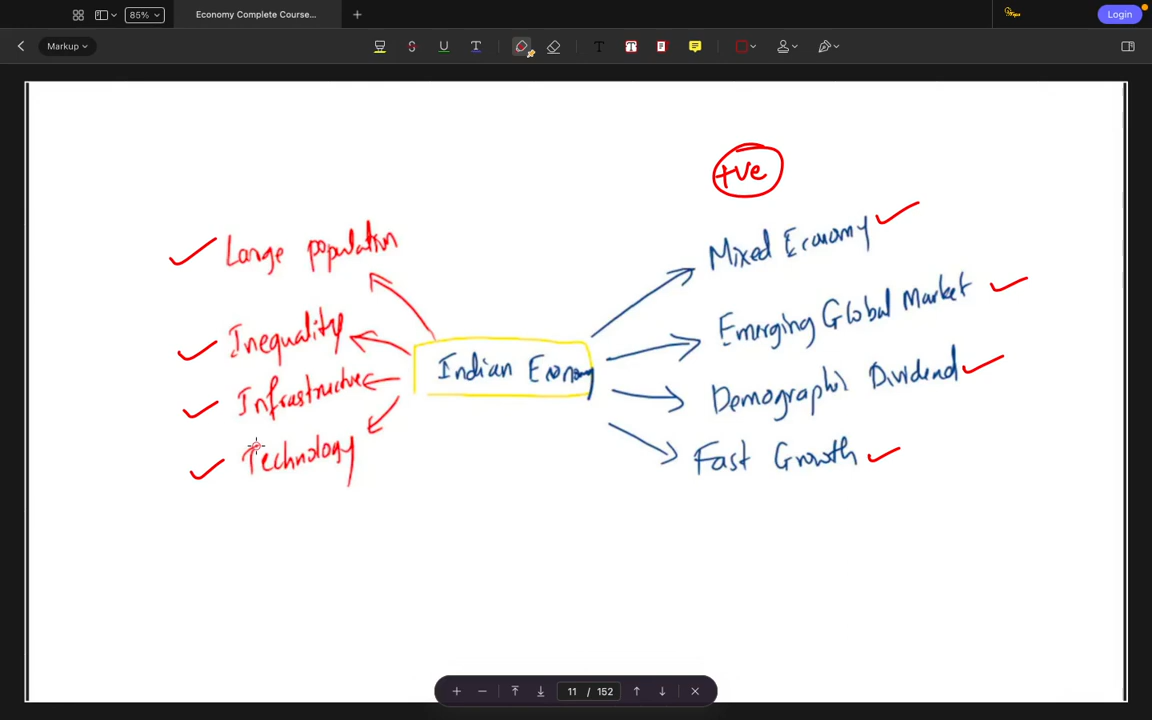 85%
Economy Complete Course...
Login
Markup
+ve
Large population
Mixed Economy
Inequality
Emerging Global Market
Indian Economy
Infrastructure
Demographic Dividend
Technology
Fast Growth
11 / 152